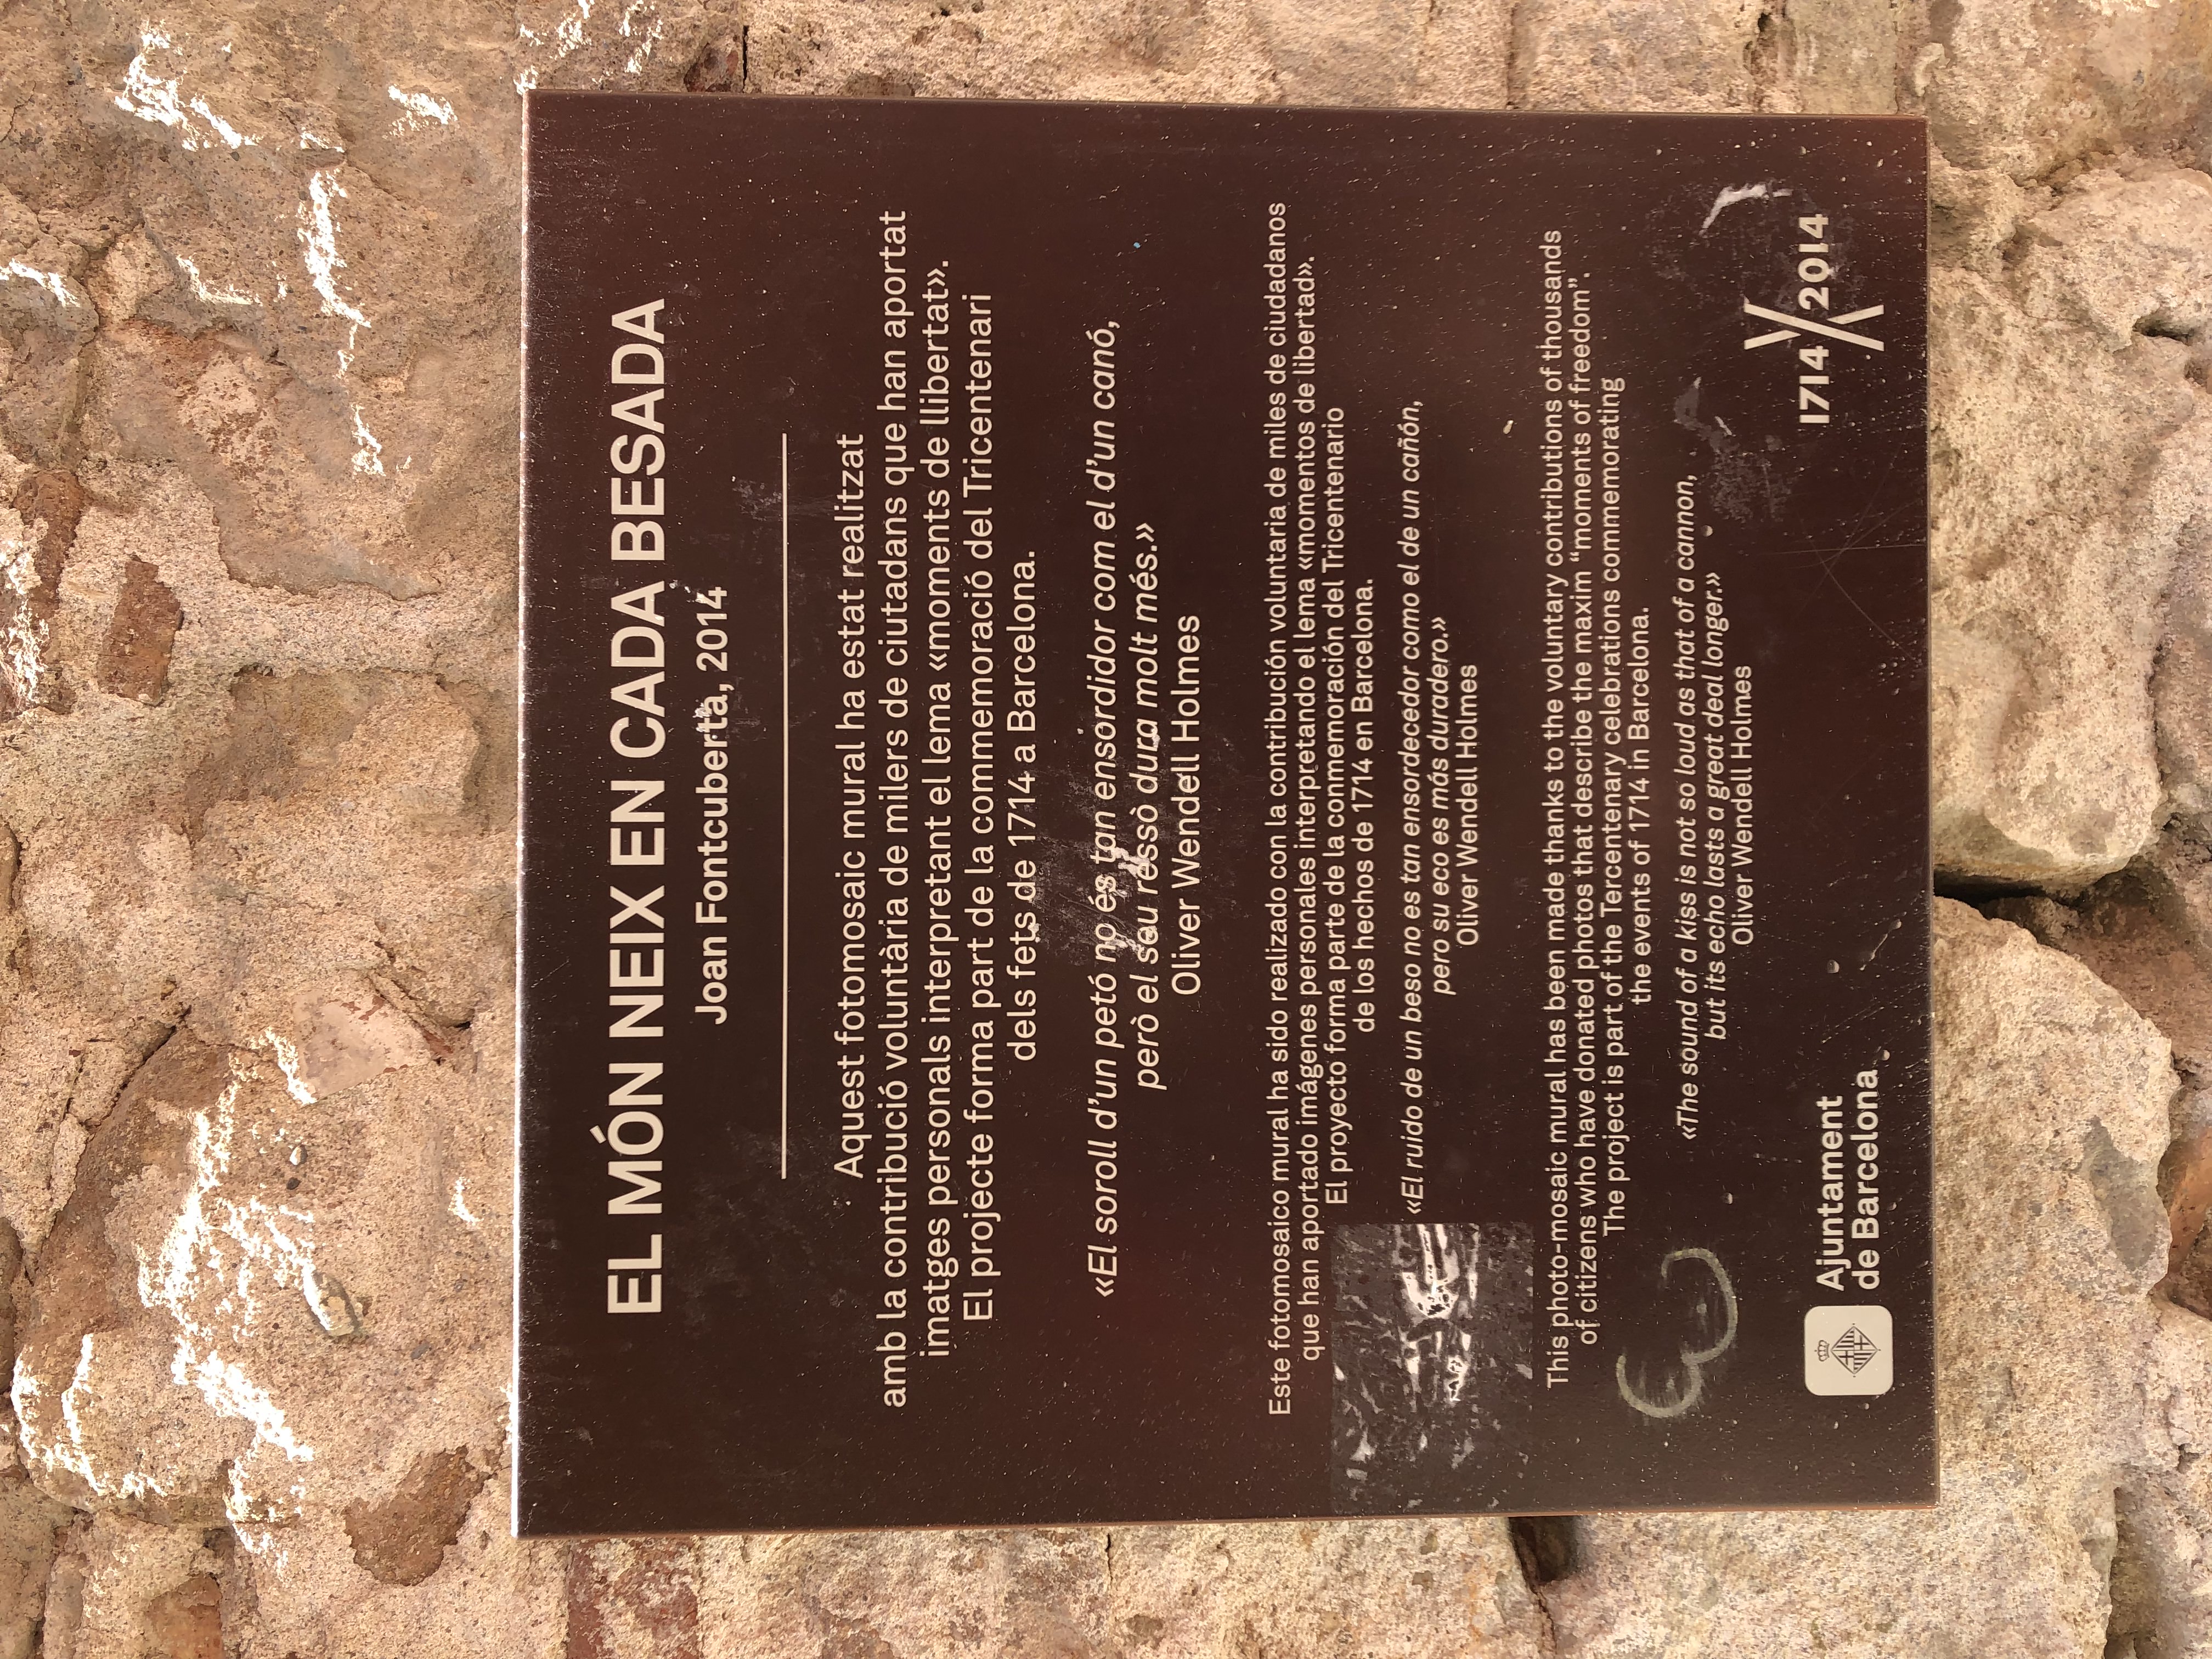 EL MÓN NEIX EN CADA BESADA
Joan Fontcuberta, 2014
Aquest fotomosaic mural ha estat realitzat
amb la contribució voluntària de milers de ciutadans que han aportat
imatges personals interpretant el lema «moments de llibertat».
El projecte forma part de la commemoració del Tricentenari
dels fets de 1714 a Barcelona.
«El soroll d’un petó no és tan ensordidor com el d’un canó,
però el seu ressò dura molt més.»
Oliver Wendell Holmes
Este fotomosaico mural ha sido realizado con la contribución voluntaria de miles de ciudadanos
que han aportado imágenes personales interpretando el lema «momentos de libertad».
El proyecto forma parte de la conmemoración del Tricentenario
de los hechos de 1714 en Barcelona.
«El ruido de un beso no es tan ensordecedor como el de un cañón,
pero su eco es más duradero.»
Oliver Wendell Holmes
This photo-mosaic mural has been made thanks to the voluntary contributions of thousands
of citizens who have donated photos that describe the maxim “moments of freedom”.
The project is part of the Tercentenary celebrations commemorating
the events of 1714 in Barcelona.
«The sound of a kiss is not so loud as that of a cannon,
but its echo lasts a great deal longer.»
Oliver Wendell Holmes
Ajuntament
de Barcelona
1714 2014